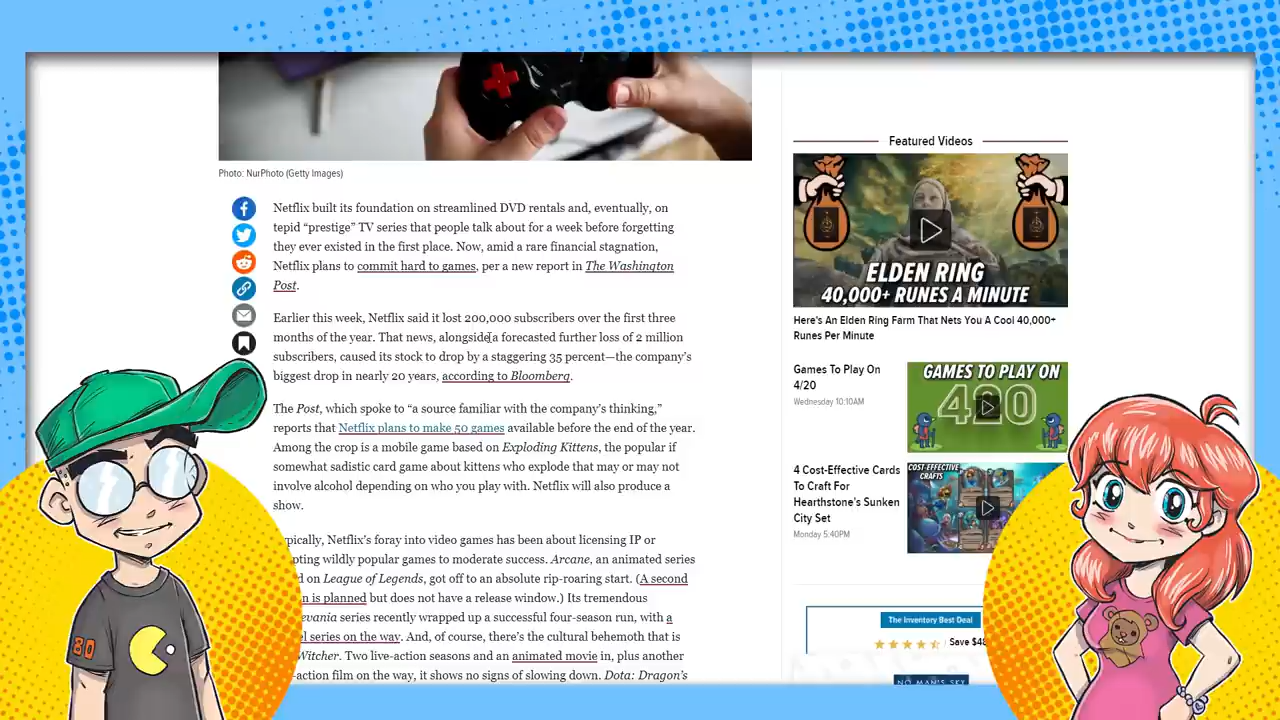 Photo: NurPhoto (Getty Images)
Netflix built its foundation on streamlined DVD rentals and, eventually, on
tepid “prestige” TV series that people talk about for a week before forgetting
they ever existed in the first place. Now, amid a rare financial stagnation,
Netflix plans to commit hard to games, per a new report in The Washington
Post.
Earlier this week, Netflix said it lost 200,000 subscribers over the first three
months of the year. That news, alongside a forecasted further loss of 2 million
subscribers, caused its stock to drop by a staggering 35 percent—the company’s
biggest drop in nearly 20 years, according to Bloomberg.
The Post, which spoke to “a source familiar with the company’s thinking,”
reports that Netflix plans to make 50 games available before the end of the year.
Among the crop is a mobile game based on Exploding Kittens, the popular if
somewhat sadistic card game about kittens who explode that may or may not
involve alcohol depending on who you play with. Netflix will also produce a
show.
pically, Netflix’s foray into video games has been about licensing IP or
pting wildly popular games to moderate success. Arcane, an animated series
d on League of Legends, got off to an absolute rip-roaring start. (A second
n is planned but does not have a release window.) Its tremendous
evania series recently wrapped up a successful four-season run, with a
el series on the way. And, of course, there’s the cultural behemoth that is
Witcher. Two live-action seasons and an animated movie in, plus another
-action film on the way, it shows no signs of slowing down. Dota: Dragon’s
Featured Videos
ELDEN RING
40,000+ RUNES A MINUTE
Here's An Elden Ring Farm That Nets You A Cool 40,000+
Runes Per Minute
Games To Play On
4/20
Wednesday 10:10AM
GAMES TO PLAY ON
420
4 Cost-Effective Cards
To Craft For
Hearthstone's Sunken
City Set
Monday 5:40PM
COST-EFFECTIVE
CRAFTS
The Inventory Best Deal
Save $48
NO MAN'S SKY
80